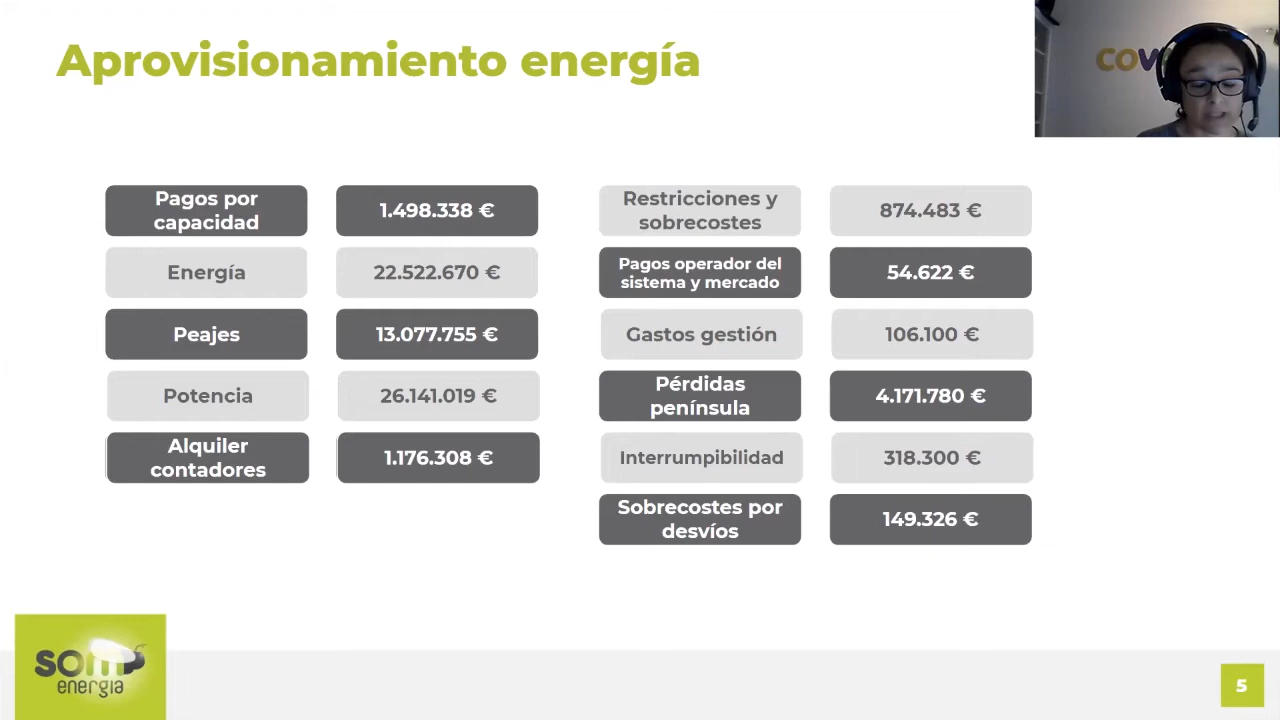 Aprovisionamiento energía
Pagos por
capacidad
1.498.338 €
Energía
22.522.670 €
Peajes
13.077.755 €
Potencia
26.141.019 €
Alquiler
contadores
1.176.308 €
Restricciones y
sobrecostes
874.483 €
Pagos operador del
sistema y mercado
54.622 €
Gastos gestión
106.100 €
Pérdidas
península
4.171.780 €
Interrumpibilidad
318.300 €
Sobrecostes por
desvíos
149.326 €
som
energia
5